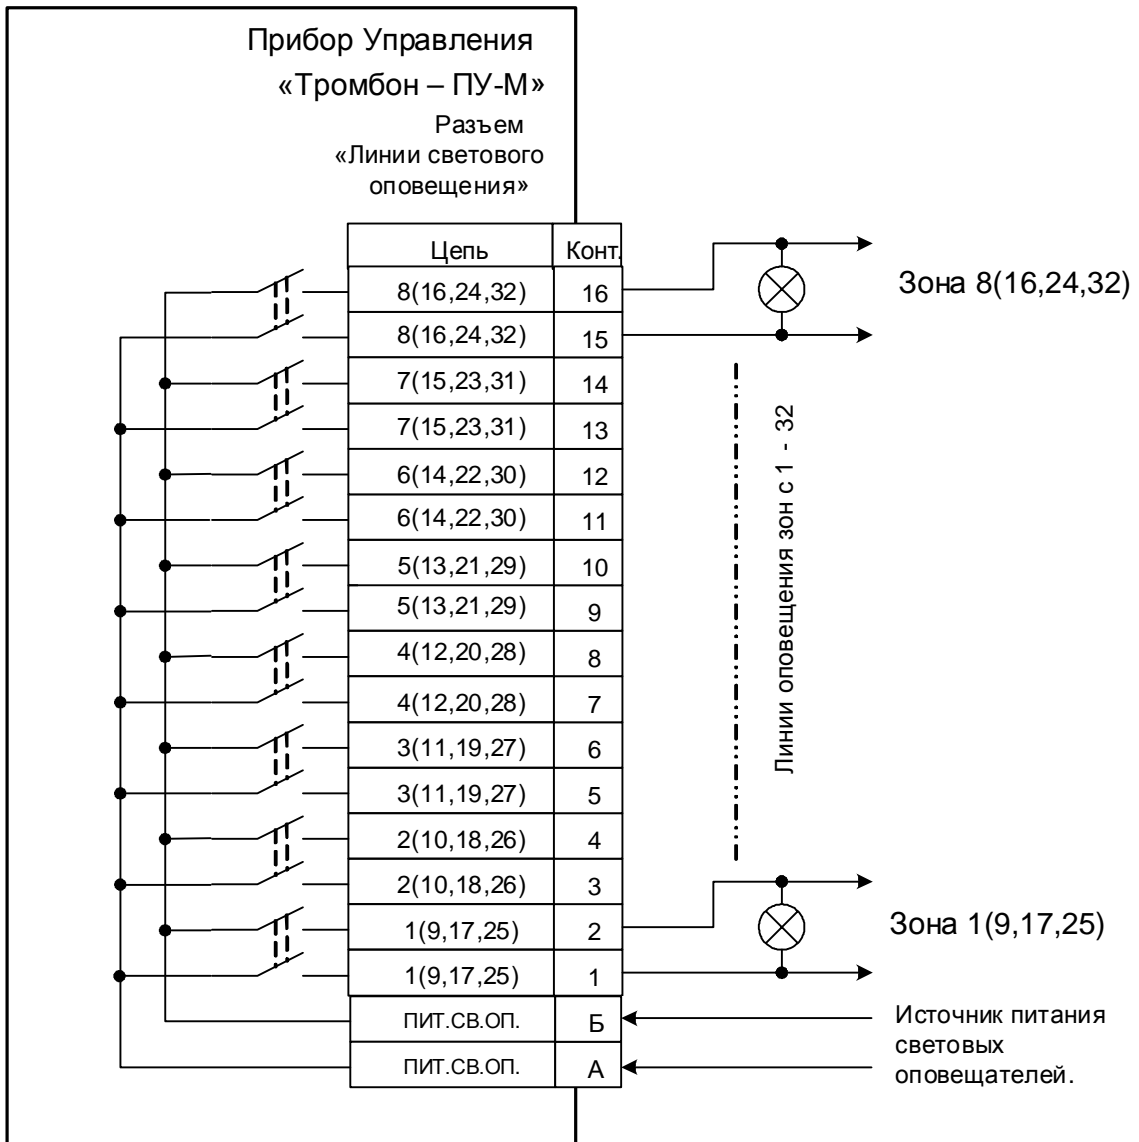 Прибор Управления
«Тромбон – ПУ-М»
Разъем
«Линии светового
оповещения»
Цепь Конт.
8(16,24,32) 16
8(16,24,32) 15
7(15,23,31) 14
7(15,23,31) 13
6(14,22,30) 12
6(14,22,30) 11
5(13,21,29) 10
5(13,21,29) 9
4(12,20,28) 8
4(12,20,28) 7
3(11,19,27) 6
3(11,19,27) 5
2(10,18,26) 4
2(10,18,26) 3
1(9,17,25) 2
1(9,17,25) 1
ПИТ.СВ.ОП. Б
ПИТ.СВ.ОП. А
Зона 8(16,24,32)
Линии оповещения зон с 1 - 32
Зона 1(9,17,25)
Источник питания
световых
оповещателей.